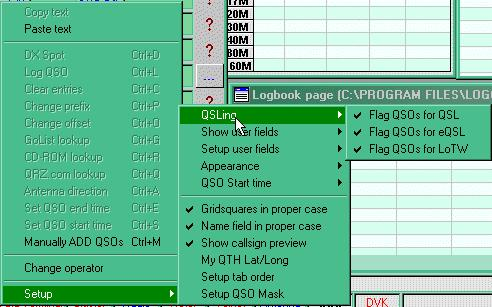 Copy text
Paste text
DX Spot Ctrl+D
Log QSO Ctrl+L
Clear entries Ctrl+C
Change prefix Ctrl+P
Change offset Ctrl+O
GoList lookup Ctrl+G
CD-ROM lookup Ctrl+R
QRZ.com lookup Ctrl+Q
Antenna direction Ctrl+A
Set QSO end time Ctrl+E
Set QSO start time Ctrl+S
Manually ADD QSOs Ctrl+M
Change operator
Setup
QSLing
Show user fields
Setup user fields
Appearance
QSO Start time
Gridsquares in proper case
Name field in proper case
Show callsign preview
My QTH Lat/Long
Setup tab order
Setup QSO Mask
Flag QSOs for QSL
Flag QSOs for eQSL
Flag QSOs for LoTW
?
?
?
...
17M
20M
30M
40M
80M
60M
Logbook page (C:\PROGRAM FILES\LOG
DVK